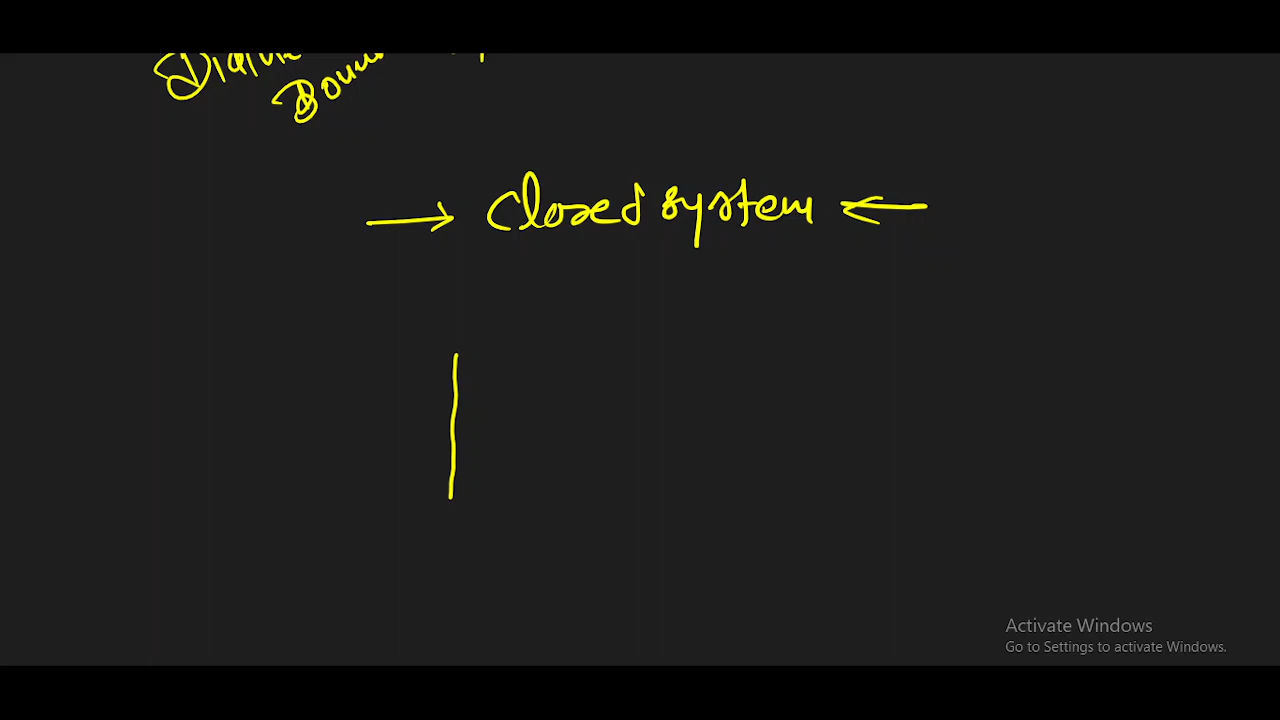 → Closed system ←
Activate Windows
Go to Settings to activate Windows.